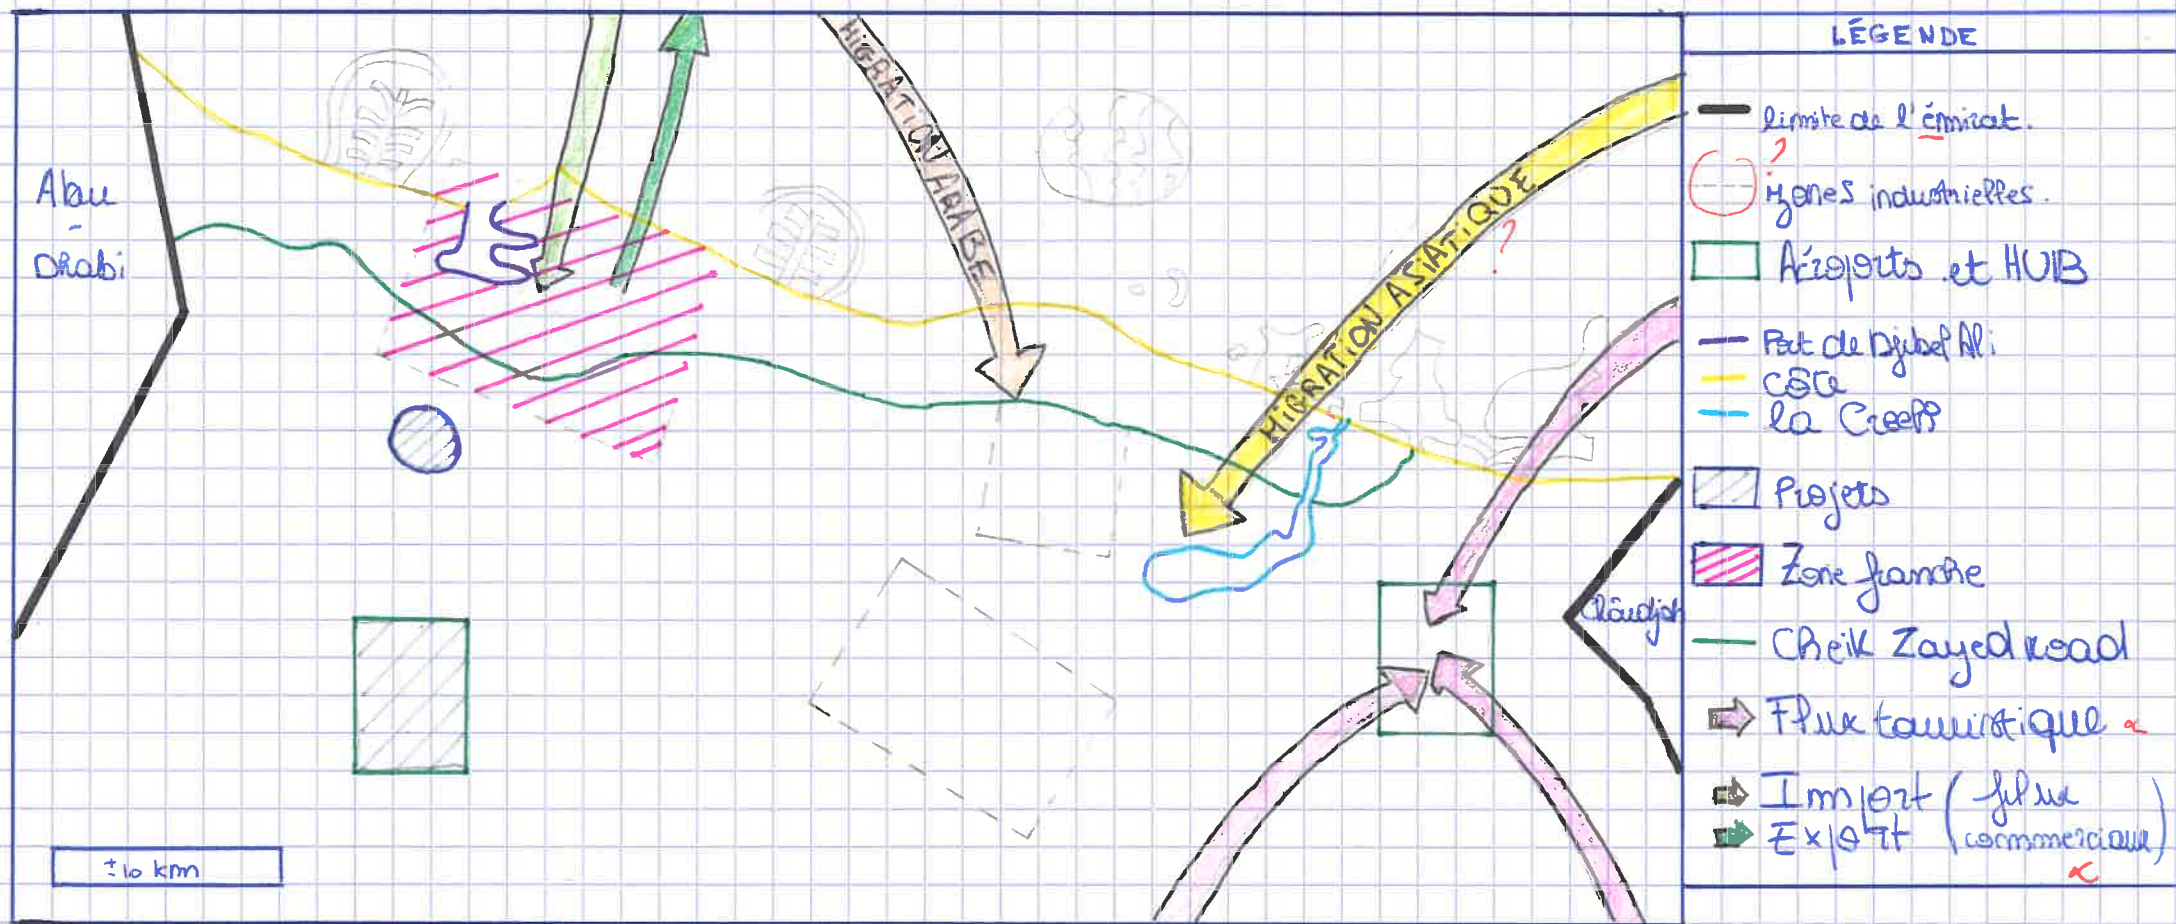 LÉGENDE
limite de l'émirat.
?
zones industrielles.
Aéroports et HUB
Port de Djebel Ali
côte
la Creek
Projets
Zone franche
Cheik Zayed road
Flux touristique
Import (flux
Export commerciaux)
Abu
-
Dhabi
MIGRATION ARABE
MIGRATION ASIATIQUE
?
±10 km